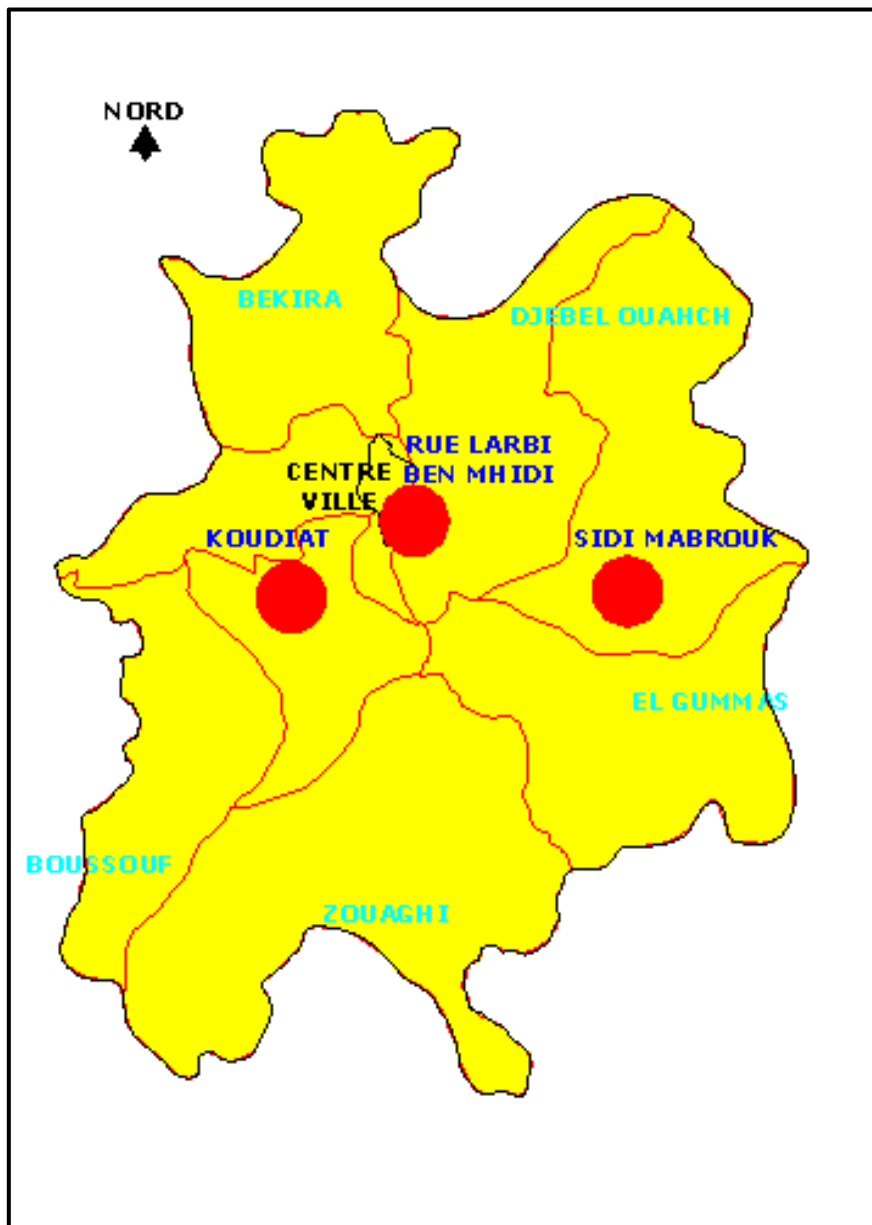 NORD
BEKIRA
DJEBEL OUAHCH
RUE LARBI
BEN MHIDI
CENTRE
VILLE
KOUDIAT
SIDI MABROUK
EL GUMMAS
BOUSSOUF
ZOUAGHI